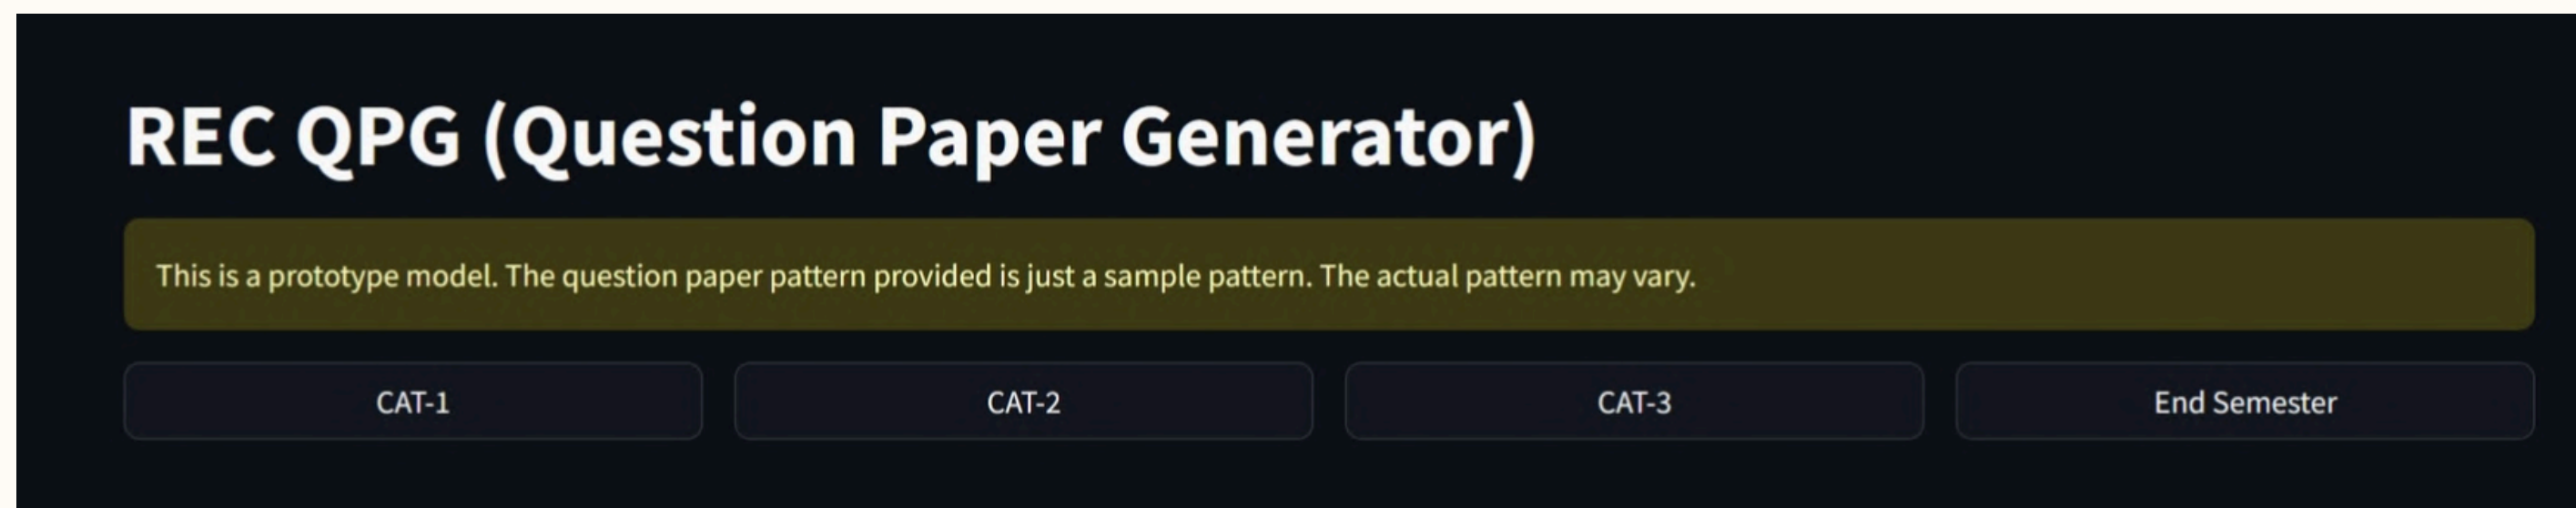 REC QPG (Question Paper Generator)
This is a prototype model. The question paper pattern provided is just a sample pattern. The actual pattern may vary.
CAT-1
CAT-2
CAT-3
End Semester